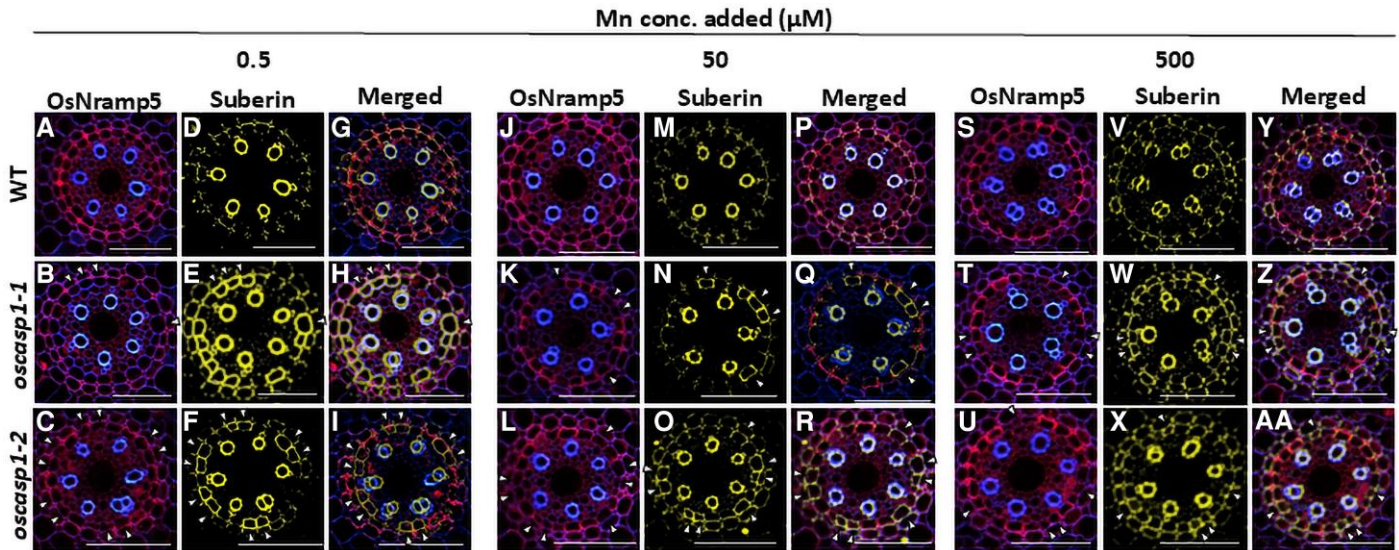 Mn conc. added (µM)
0.5 50 500
OsNramp5 Suberin Merged OsNramp5 Suberin Merged OsNramp5 Suberin Merged
WT A D G J M P S V Y
oscasp1-1 B E H K N Q T W Z
oscasp1-2 C F I L O R U X AA